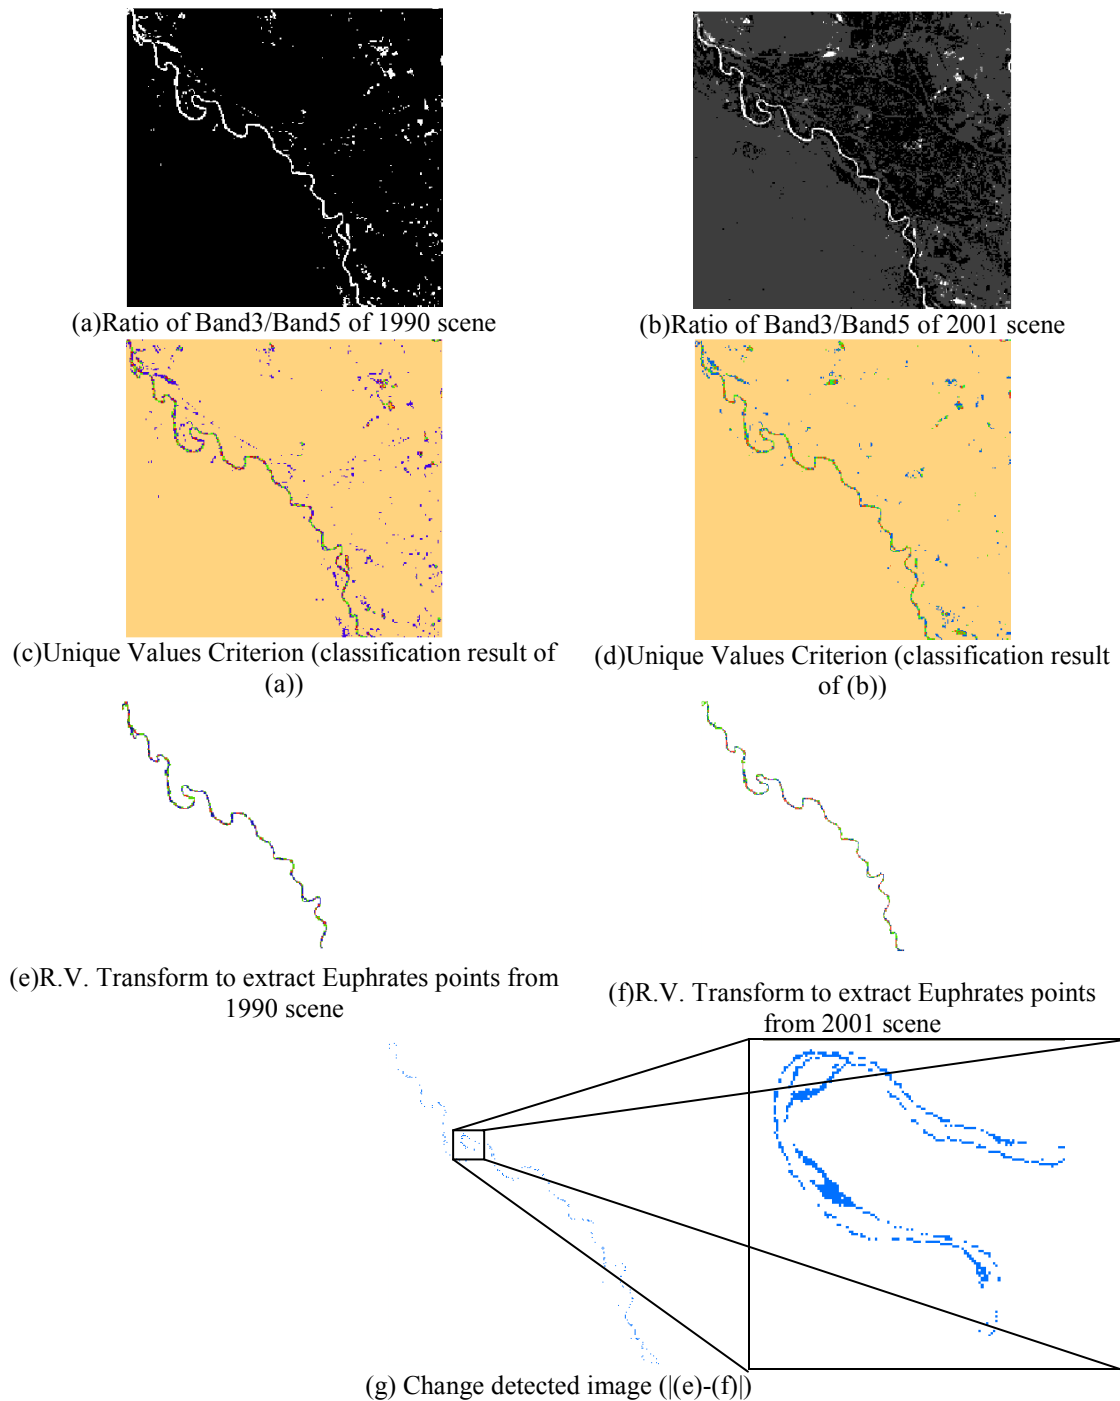 (a)Ratio of Band3/Band5 of 1990 scene
(b)Ratio of Band3/Band5 of 2001 scene
(c)Unique Values Criterion (classification result of
(a))
(d)Unique Values Criterion (classification result
of (b))
(e)R.V. Transform to extract Euphrates points from
1990 scene
(f)R.V. Transform to extract Euphrates points
from 2001 scene
(g) Change detected image (|(e)-(f)|)